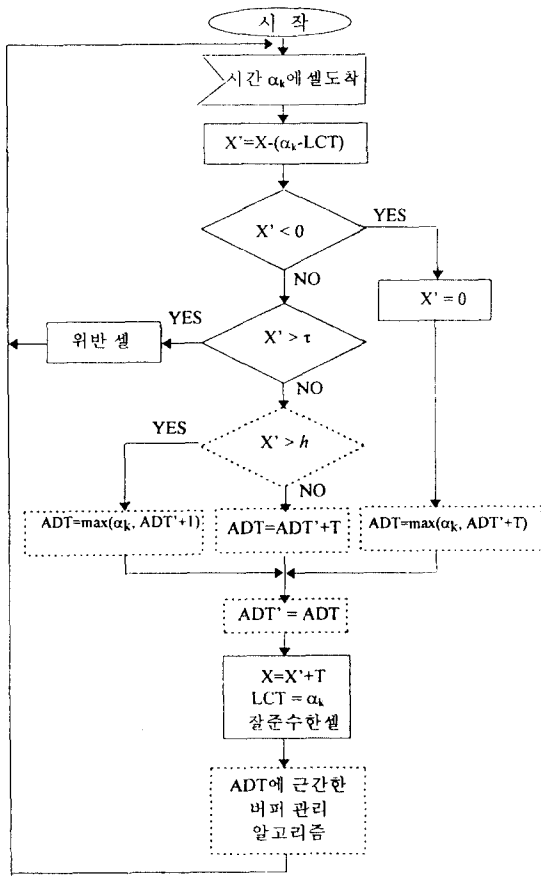 시 작
시간 αk에 셀도착
X'=X-(αk-LCT)
X' < 0
YES
NO
X' = 0
X' > τ
YES
위반 셀
NO
X' > h
YES
NO
ADT=max(αk, ADT'+1)
ADT=ADT'+T
ADT=max(αk, ADT'+T)
ADT' = ADT
X=X'+T
LCT = αk
잘준수한셀
ADT에 근간한
버퍼 관리
알고리즘